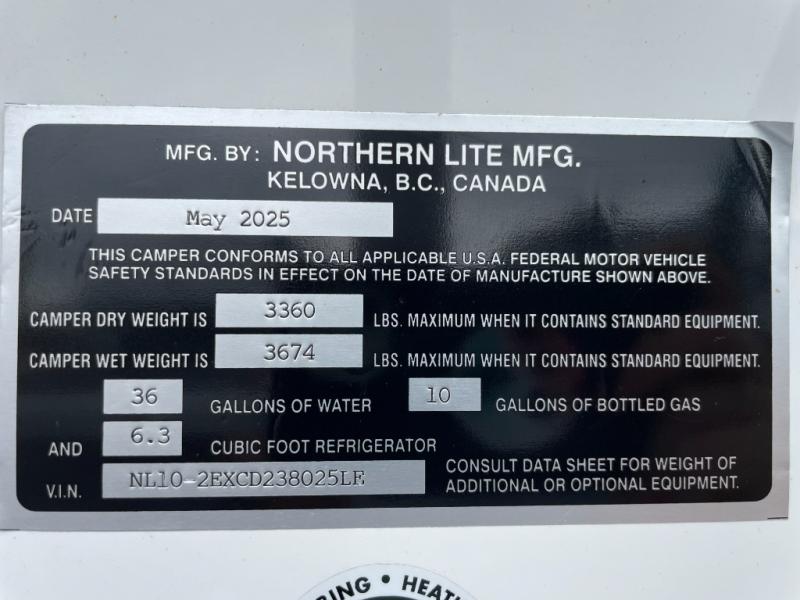 MFG. BY: NORTHERN LITE MFG.
KELOWNA, B.C., CANADA
DATE May 2025
THIS CAMPER CONFORMS TO ALL APPLICABLE U.S.A. FEDERAL MOTOR VEHICLE
SAFETY STANDARDS IN EFFECT ON THE DATE OF MANUFACTURE SHOWN ABOVE.
CAMPER DRY WEIGHT IS 3360 LBS. MAXIMUM WHEN IT CONTAINS STANDARD EQUIPMENT.
CAMPER WET WEIGHT IS 3674 LBS. MAXIMUM WHEN IT CONTAINS STANDARD EQUIPMENT.
36 GALLONS OF WATER 10 GALLONS OF BOTTLED GAS
AND 6.3 CUBIC FOOT REFRIGERATOR
V.I.N. NL10-2EXCD238025LE
CONSULT DATA SHEET FOR WEIGHT OF
ADDITIONAL OR OPTIONAL EQUIPMENT.